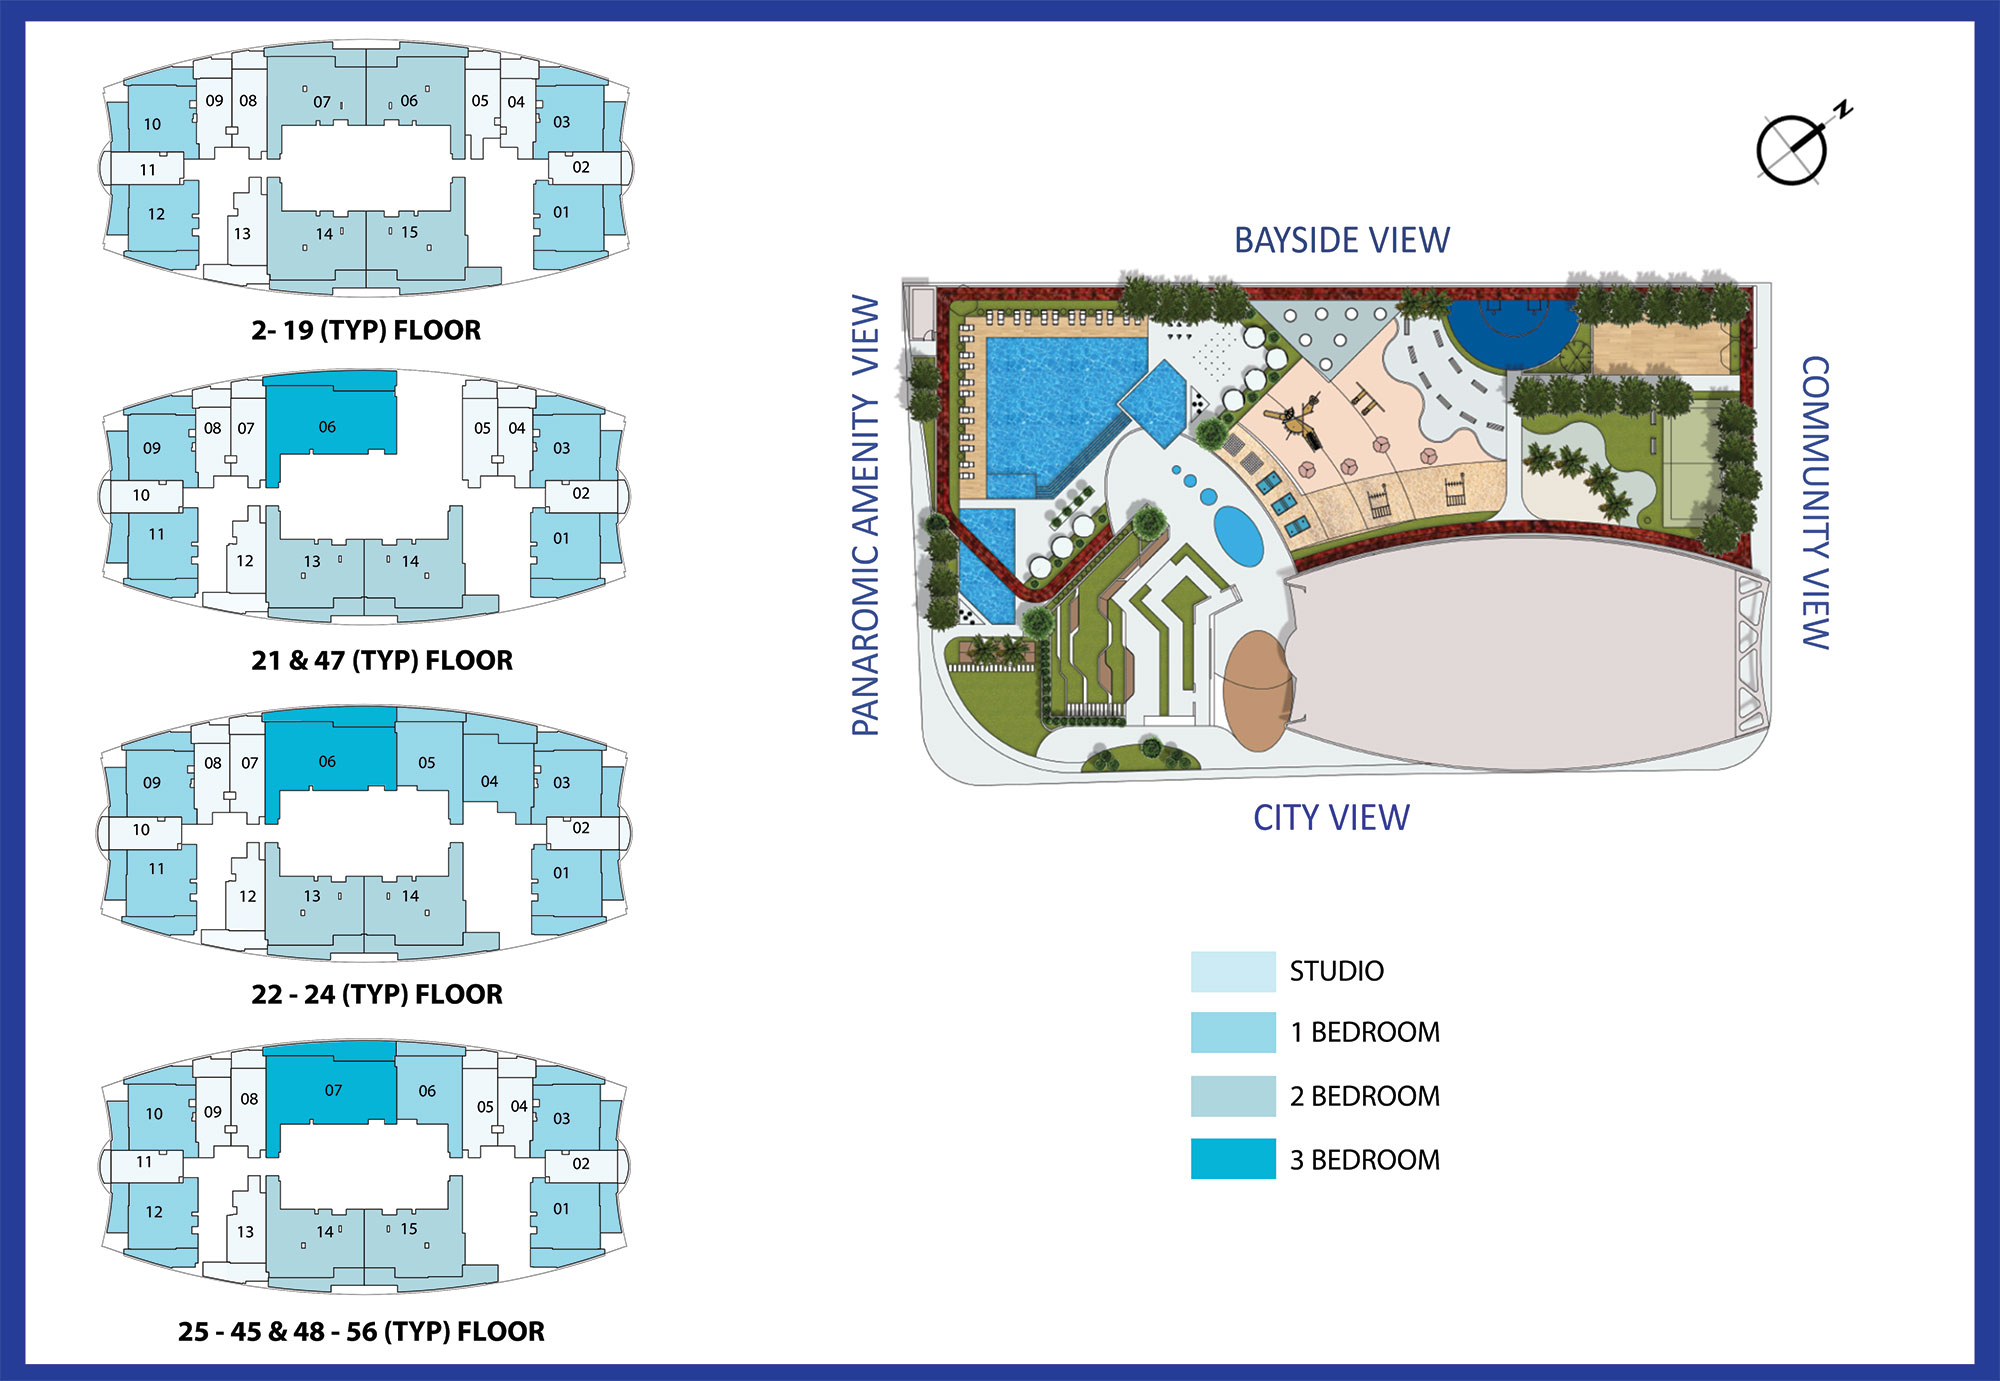 09 08 07 06 05 04
10 03
11 02
12 01
13 14 15
2- 19 (TYP) FLOOR
08 07 06 05 04
09 03
10 02
11 01
12 13 14
21 & 47 (TYP) FLOOR
08 07 06 05 04
09 03
10 02
11 01
12 13 14
22 - 24 (TYP) FLOOR
09 08 07 06 05 04
10 03
11 02
12 01
13 14 15
25 - 45 & 48 - 56 (TYP) FLOOR
N
BAYSIDE VIEW
PANAROMIC AMENITY VIEW
COMMUNITY VIEW
CITY VIEW
STUDIO
1 BEDROOM
2 BEDROOM
3 BEDROOM